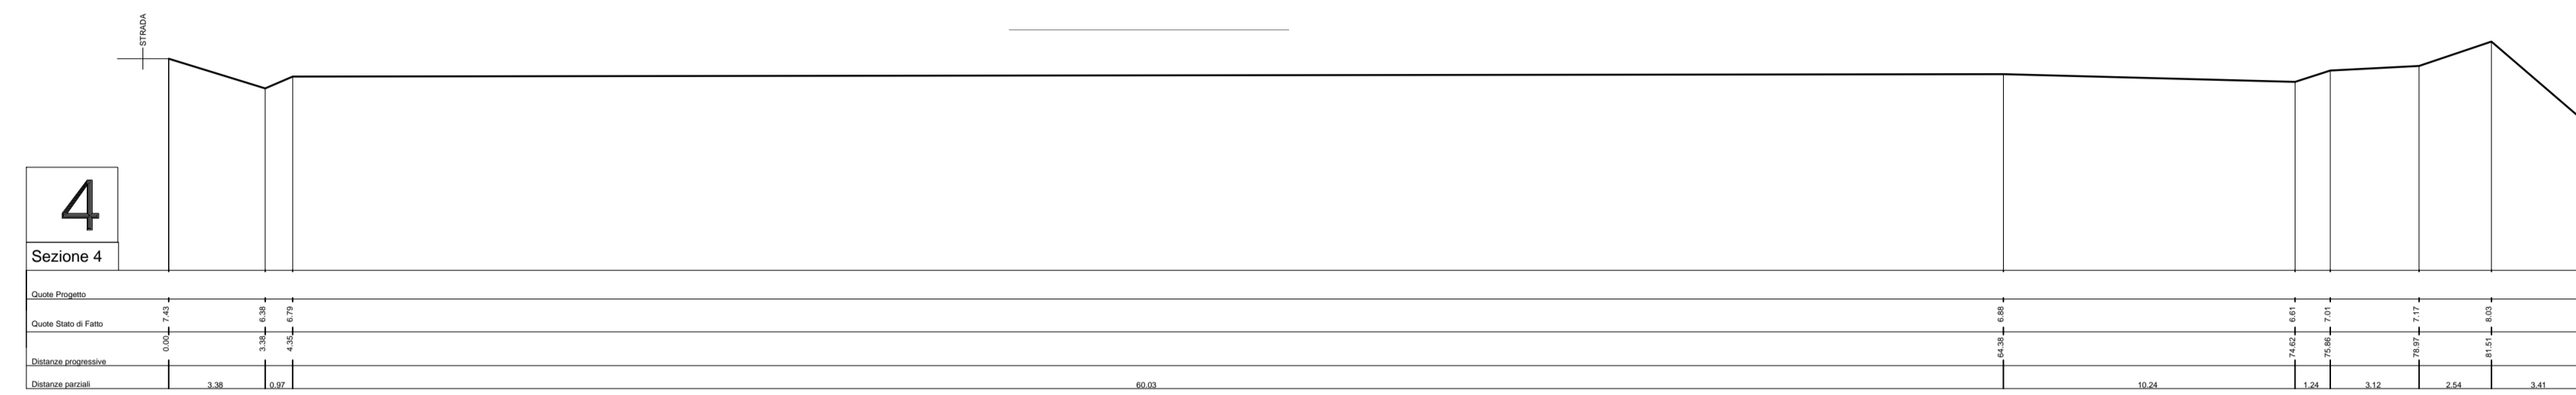 STRADA
4
Sezione 4
Quote Progetto
Quote Stato di Fatto 7.43 6.38 6.79 6.88 6.61 7.01 7.17 8.03
Distanze progressive 0.00 3.38 4.35 64.38 74.62 75.86 78.97 81.51
Distanze parziali 3.38 0.97 60.03 10.24 1.24 3.12 2.54 3.41